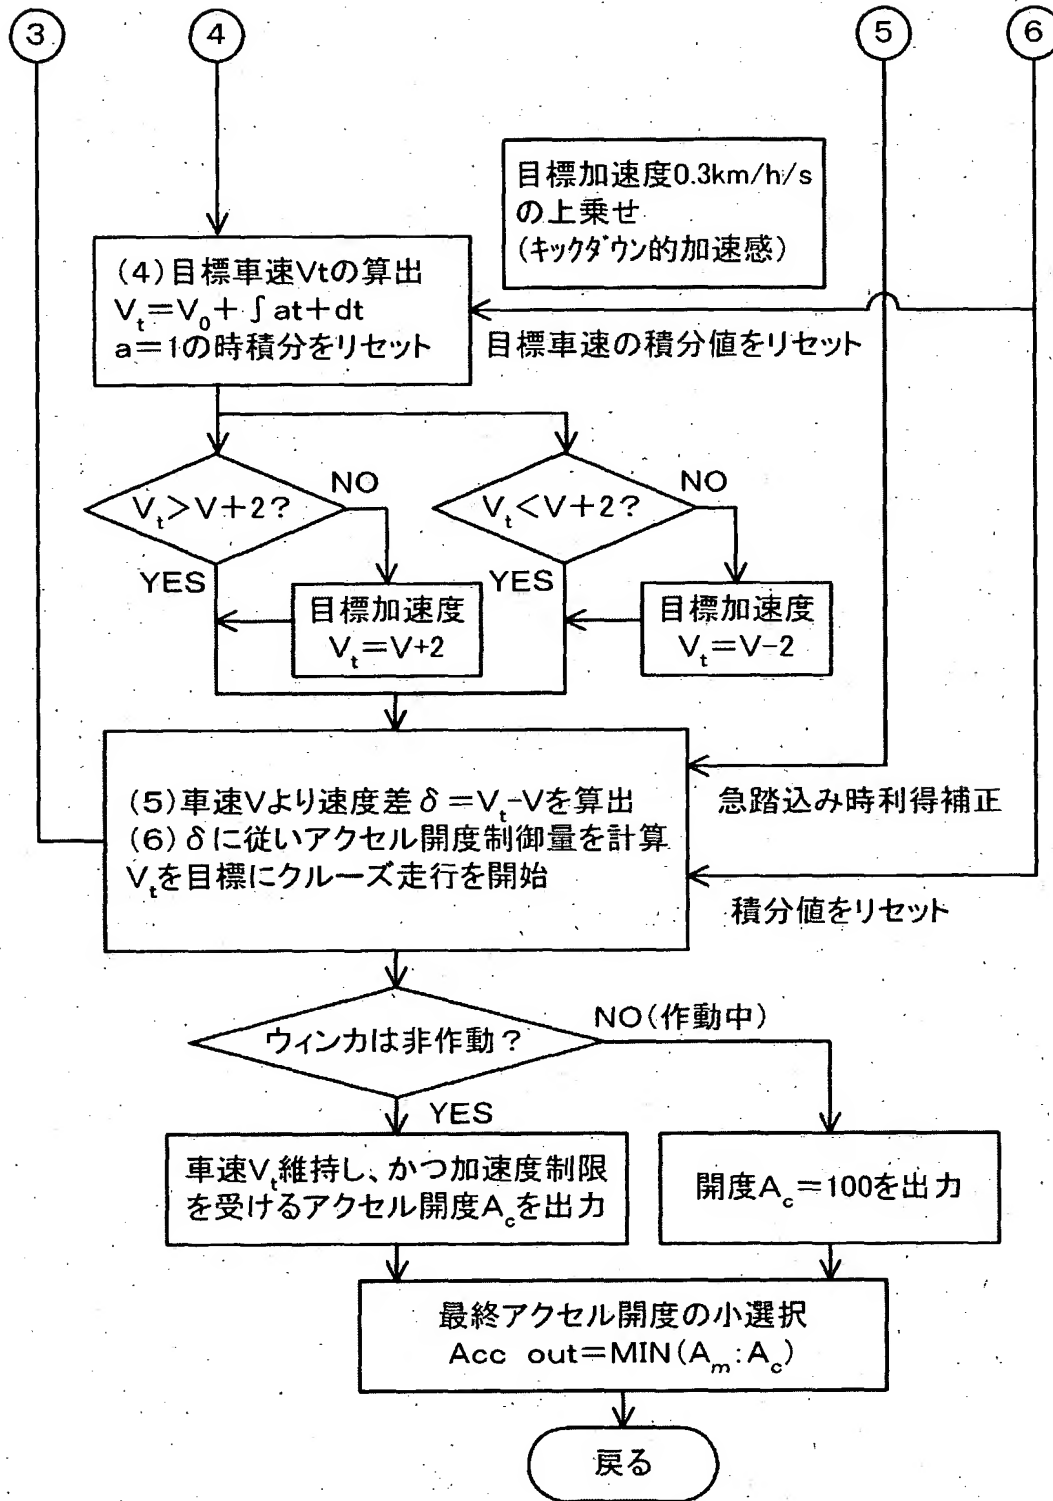 3
4
5
6
目標加速度0.3km/h/s
の上乗せ
(キックダウン的加速感)
(4)目標車速Vtの算出
Vt=V0+∫at+dt
a=1の時積分をリセット
目標車速の積分値をリセット
Vt>V+2?
NO
YES
Vt<V+2?
NO
YES
目標加速度
Vt=V+2
目標加速度
Vt=V-2
(5)車速Vより速度差δ=Vt-Vを算出
(6)δに従いアクセル開度制御量を計算
Vtを目標にクルーズ走行を開始
急踏込み時利得補正
積分値をリセット
ウィンカは非作動?
NO(作動中)
YES
車速Vt維持し、かつ加速度制限
を受けるアクセル開度Acを出力
開度Ac=100を出力
最終アクセル開度の小選択
Acc out=MIN(Am:Ac)
戻る